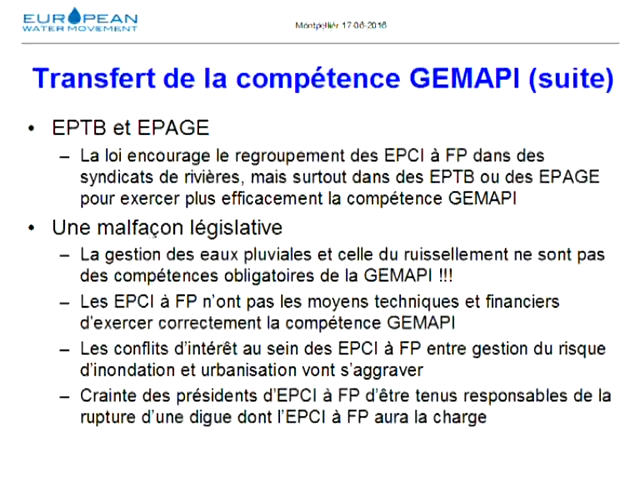 EUROPEAN
WATER MOVEMENT
Montpellier 17-06-2016
Transfert de la compétence GEMAPI (suite)
• EPTB et EPAGE
– La loi encourage le regroupement des EPCI à FP dans des
syndicats de rivières, mais surtout dans des EPTB ou des EPAGE
pour exercer plus efficacement la compétence GEMAPI
• Une malfaçon législative
– La gestion des eaux pluviales et celle du ruissellement ne sont pas
des compétences obligatoires de la GEMAPI !!!
– Les EPCI à FP n'ont pas les moyens techniques et financiers
d'exercer correctement la compétence GEMAPI
– Les conflits d'intérêt au sein des EPCI à FP entre gestion du risque
d'inondation et urbanisation vont s'aggraver
– Crainte des présidents d'EPCI à FP d'être tenus responsables de la
rupture d'une digue dont l'EPCI à FP aura la charge